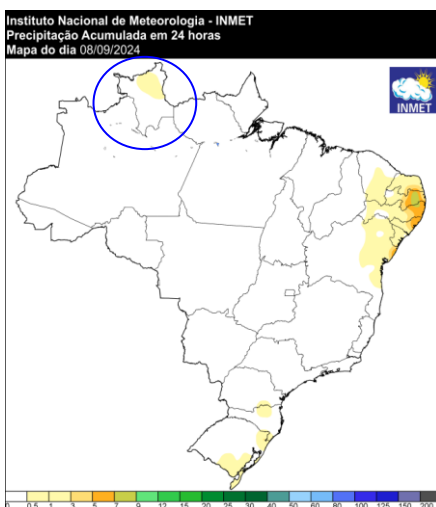 Instituto Nacional de Meteorologia - INMET
Precipitação Acumulada em 24 horas
Mapa do dia 08/09/2024
INMET
0 0.5 1 3 5 7 9 12 15 20 25 30 40 50 60 80 100 125 150 200